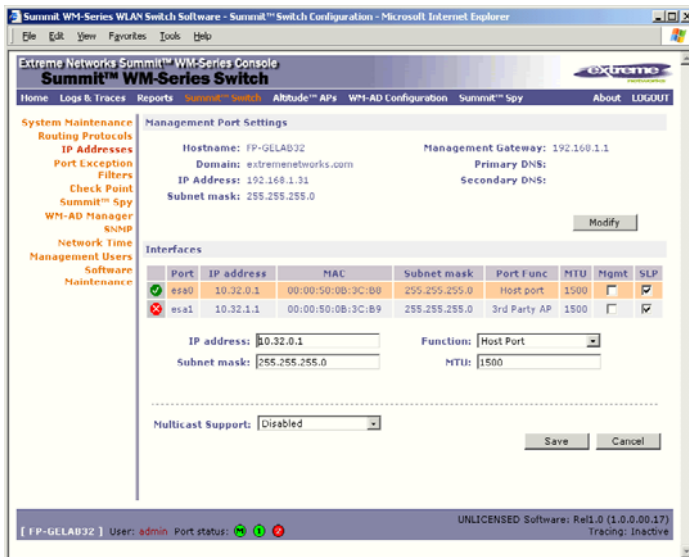 Summit WM-Series WLAN Switch Software - Summit™ Switch Configuration - Microsoft Internet Explorer
File Edit View Favorites Tools Help
Extreme Networks Summit™ WM-Series Console
Summit™ WM-Series Switch
extreme
Home Logs & Traces Reports Summit™ Switch Altitude™ APs WM-AD Configuration Summit™ Spy About LOGOUT
System Maintenance
Routing Protocols
IP Addresses
Port Exception
Filters
Check Point
Summit™ Spy
WM-AD Manager
SNMP
Network Time
Management Users
Software
Maintenance
Management Port Settings
Hostname: FP-GELAB32 Management Gateway: 192.168.1.1
Domain: extremenetworks.com Primary DNS:
IP Address: 192.168.1.31 Secondary DNS:
Subnet mask: 255.255.255.0
Modify
Interfaces
Port IP address MAC Subnet mask Port Func MTU Mgmt SLP
esa0 10.32.0.1 00:00:50:0B:3C:B8 255.255.255.0 Host port 1500
esa1 10.32.1.1 00:00:50:0B:3C:B9 255.255.255.0 3rd Party AP 1500
IP address: 10.32.0.1 Function: Host Port
Subnet mask: 255.255.255.0 MTU: 1500
Multicast Support: Disabled
Save Cancel
[ FP-GELAB32 ] User: admin Port status: M 1 2
UNLICENSED Software: Rel1.0 (1.0.0.00.17)
Tracing: Inactive